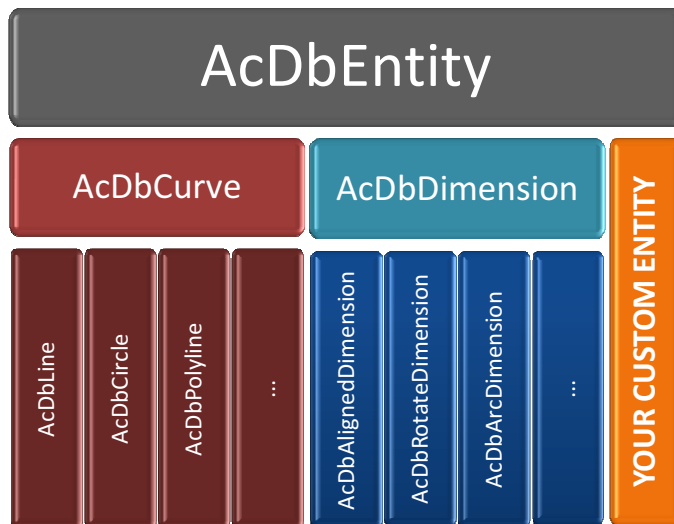 AcDbEntity
AcDbCurve
AcDbDimension
YOUR CUSTOM ENTITY
AcDbLine
AcDbCircle
AcDbPolyline
...
AcDbAlignedDimension
AcDbRotateDimension
AcDbArcDimension
...